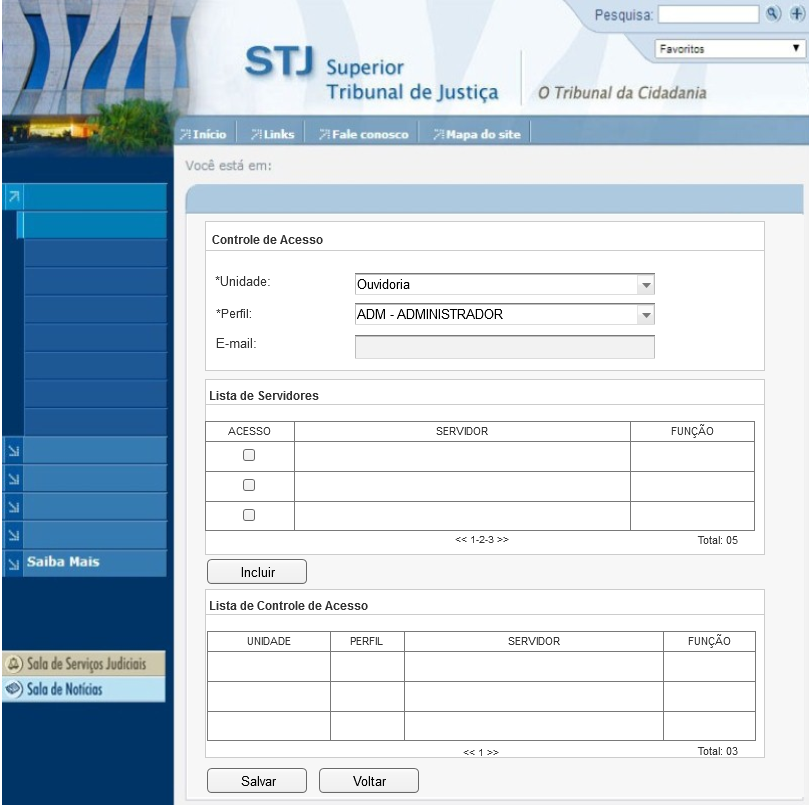 Pesquisa:
Favoritos
STJ Superior
Tribunal de Justiça
O Tribunal da Cidadania
Início Links Fale conosco Mapa do site
Você está em:
Controle de Acesso
*Unidade: Ouvidoria
*Perfil: ADM - ADMINISTRADOR
E-mail:
Lista de Servidores
ACESSO SERVIDOR FUNÇÃO
<< 1-2-3 >> Total: 05
Incluir
Saiba Mais
Lista de Controle de Acesso
UNIDADE PERFIL SERVIDOR FUNÇÃO
<< 1 >> Total: 03
Sala de Serviços Judiciais
Sala de Notícias
Salvar Voltar